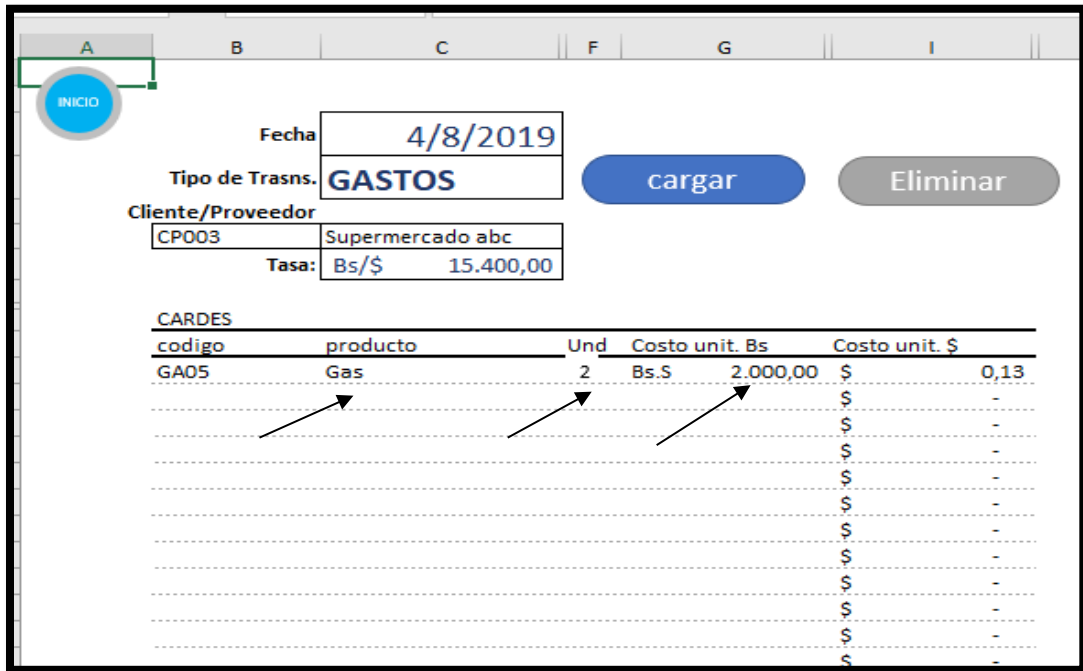 A B C F G I
INICIO
Fecha 4/8/2019
Tipo de Trasns. GASTOS cargar Eliminar
Cliente/Proveedor
CP003 Supermercado abc
Tasa: Bs/$ 15.400,00
CARDES
codigo producto Und Costo unit. Bs Costo unit. $
GA05 Gas 2 Bs.S 2.000,00 $ 0,13
$ -
$ -
$ -
$ -
$ -
$ -
$ -
$ -
$ -
$ -
$ -